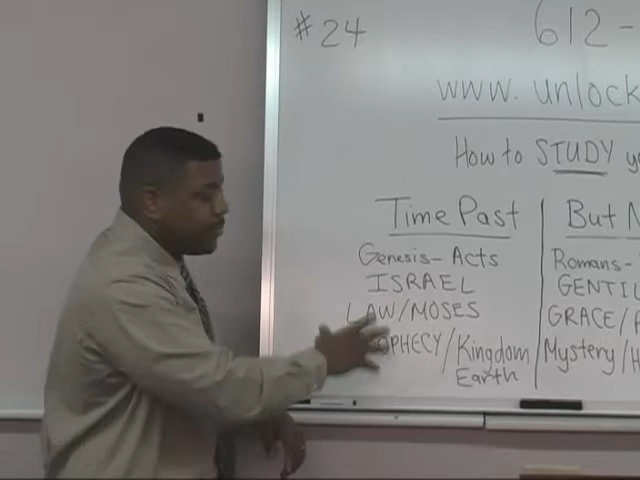 #24
612-
www.unlock
How to STUDY
Time Past
But
Genesis- Acts
Romans-
ISRAEL
GENTIL
LAW/MOSES
GRACE/
OPHECY/Kingdom
Earth
Mystery/H